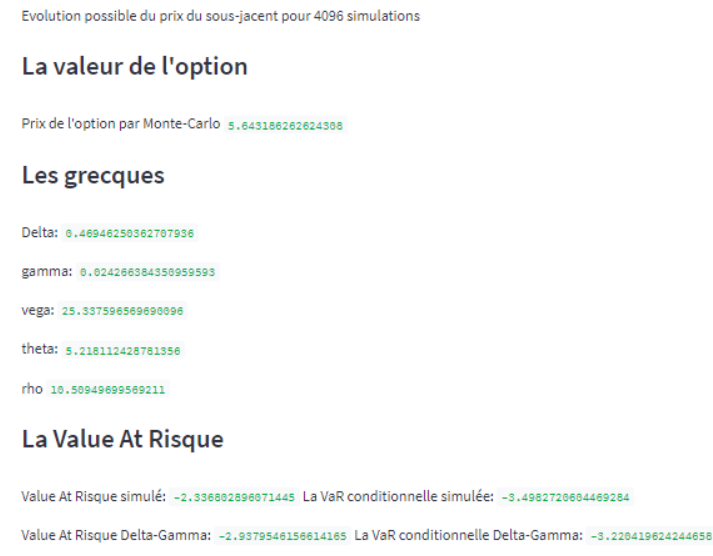 Evolution possible du prix du sous-jacent pour 4096 simulations
La valeur de l'option
Prix de l'option par Monte-Carlo 5.643186262624308
Les grecques
Delta: 0.46946250362707936
gamma: 0.024266384350959593
vega: 25.337596569690096
theta: 5.218112428781356
rho 10.50949699569211
La Value At Risque
Value At Risque simulé: -2.336802896071445 La VaR conditionnelle simulée: -3.4982720604469284
Value At Risque Delta-Gamma: -2.9379546156614165 La VaR conditionnelle Delta-Gamma: -3.220419624244658